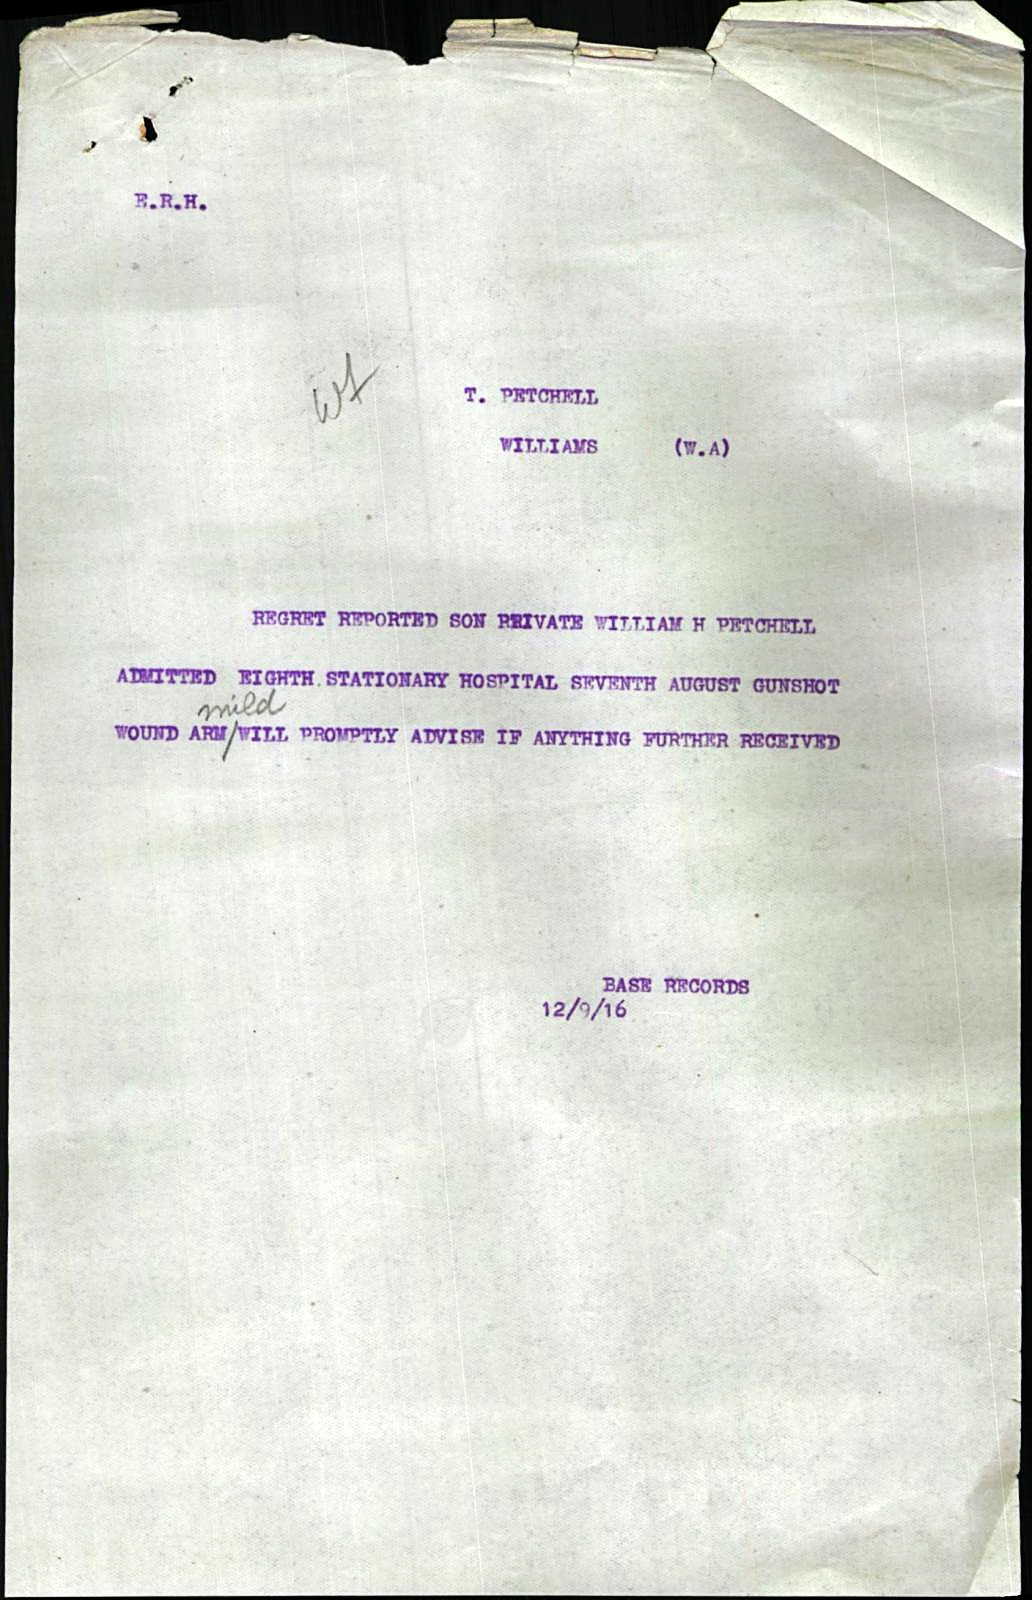 E.R.H.
T. PETCHELL
WILLIAMS (W.A)
REGRET REPORTED SON PRIVATE WILLIAM H PETCHELL
ADMITTED EIGHTH STATIONARY HOSPITAL SEVENTH AUGUST GUNSHOT
mild
WOUND ARM/WILL PROMPTLY ADVISE IF ANYTHING FURTHER RECEIVED
BASE RECORDS
12/9/16